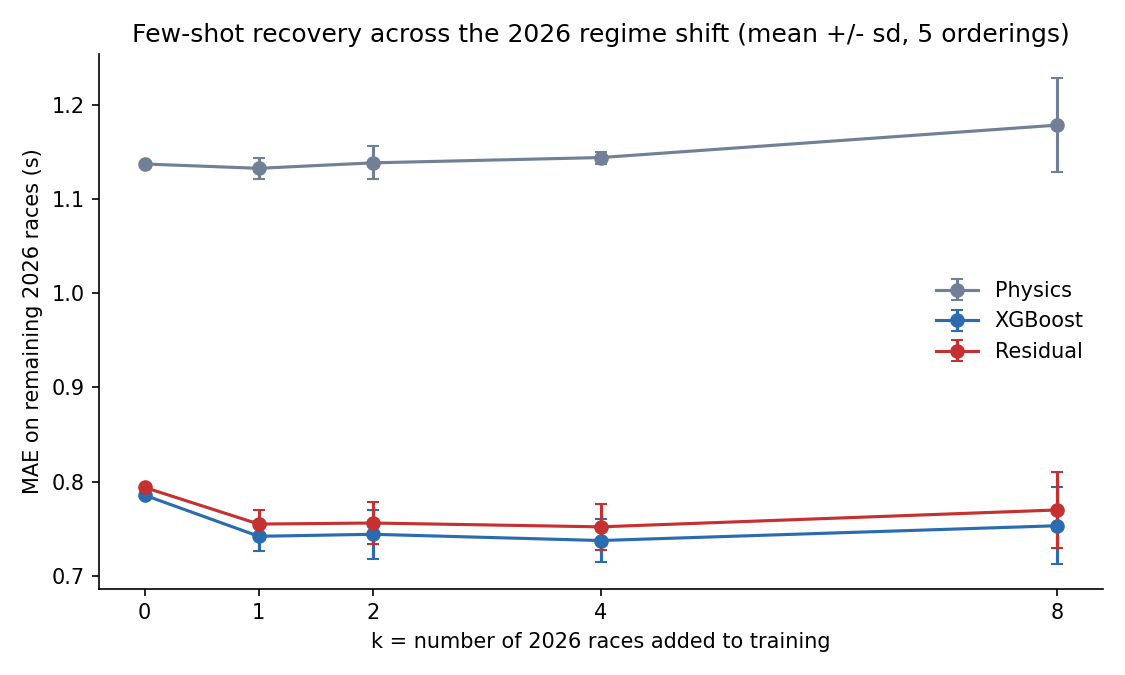 Few-shot recovery across the 2026 regime shift (mean +/- sd, 5 orderings)
MAE on remaining 2026 races (s)
1.2
1.1
1.0
0.9
0.8
0.7
Physics
XGBoost
Residual
0 1 2 4 8
k = number of 2026 races added to training